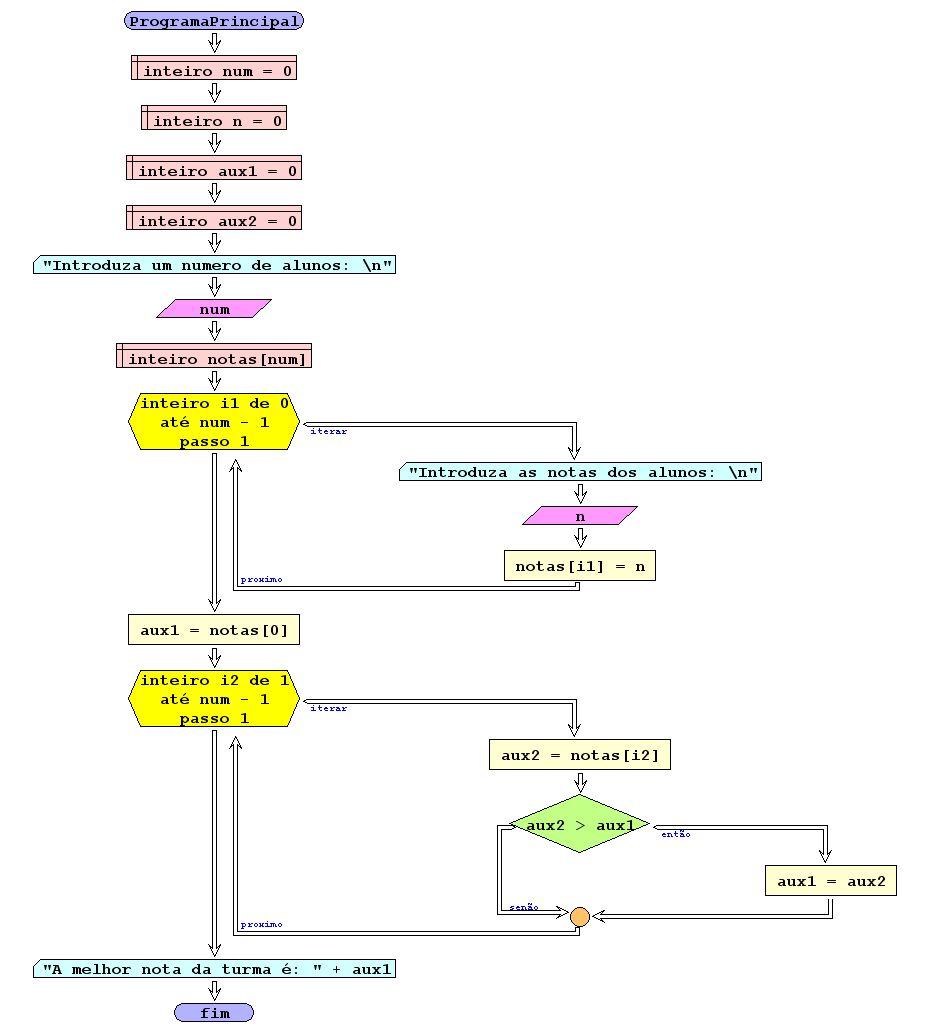 ProgramaPrincipal
inteiro num = 0
inteiro n = 0
inteiro aux1 = 0
inteiro aux2 = 0
"Introduza um numero de alunos: \n"
num
inteiro notas[num]
inteiro i1 de 0
até num - 1
passo 1
iterar
"Introduza as notas dos alunos: \n"
n
notas[i1] = n
proximo
aux1 = notas[0]
inteiro i2 de 1
até num - 1
passo 1
iterar
aux2 = notas[i2]
aux2 > aux1
então
aux1 = aux2
senão
proximo
"A melhor nota da turma é: " + aux1
fim